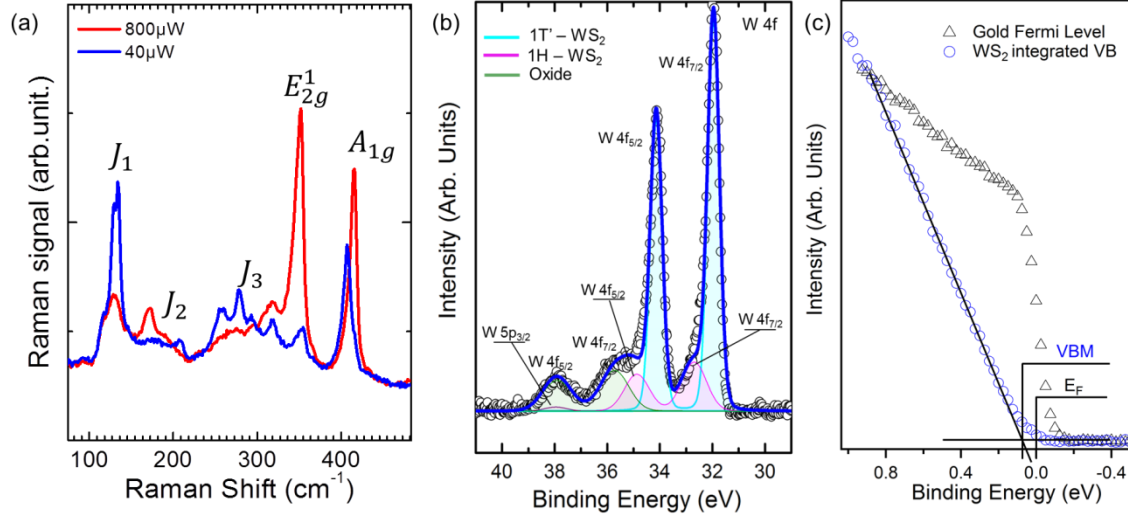 (a)
800μW
40μW
J₁
J₂
J₃
E¹₂g
A₁g
Raman signal (arb.unit.)
100 200 300 400
Raman Shift (cm⁻¹)
(b)
W 4f
1T' – WS₂
1H – WS₂
Oxide
W 4f₇/₂
W 4f₅/₂
W 4f₅/₂
W 4f₇/₂
W 5p₃/₂
W 4f₅/₂
W 4f₇/₂
Intensity (Arb. Units)
40 38 36 34 32 30
Binding Energy (eV)
(c)
Gold Fermi Level
WS₂ integrated VB
VBM
E_F
Intensity (Arb. Units)
0.8 0.4 0.0 -0.4
Binding Energy (eV)